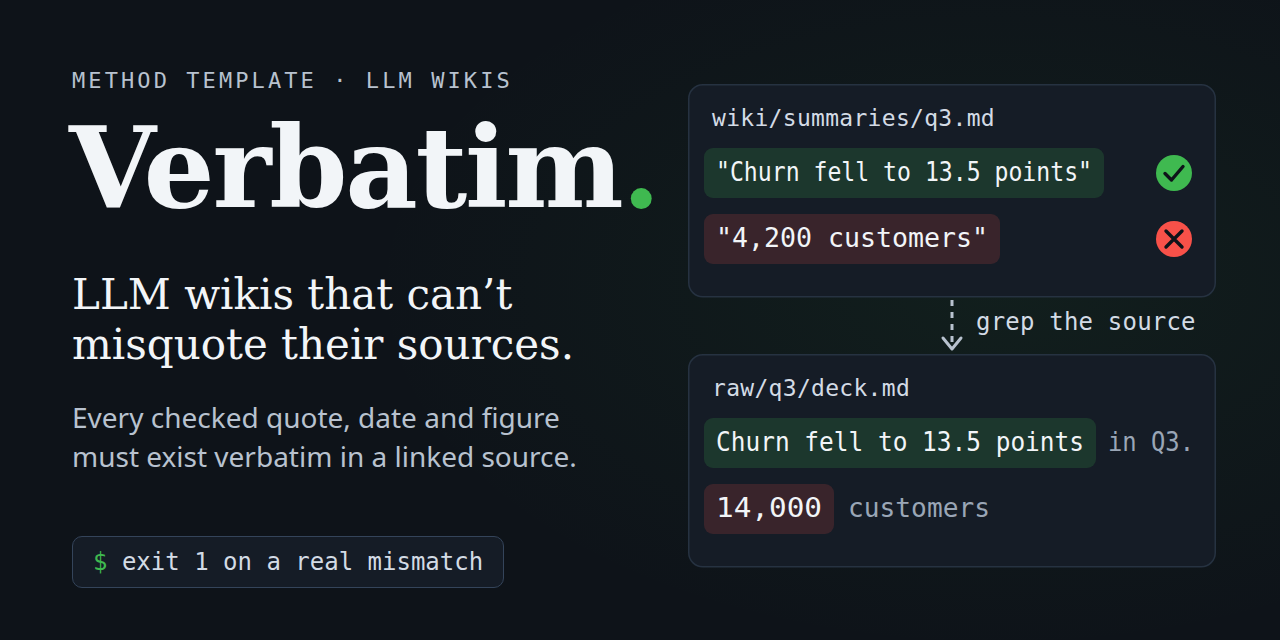 METHOD TEMPLATE · LLM WIKIS
Verbatim.
LLM wikis that can’t
misquote their sources.
Every checked quote, date and figure
must exist verbatim in a linked source.
$ exit 1 on a real mismatch
wiki/summaries/q3.md
"Churn fell to 13.5 points"
"4,200 customers"
grep the source
raw/q3/deck.md
Churn fell to 13.5 points in Q3.
14,000 customers